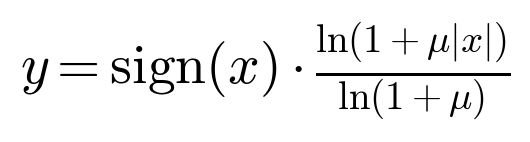 y = sign(x) · ln(1 + μ|x|) / ln(1 + μ)